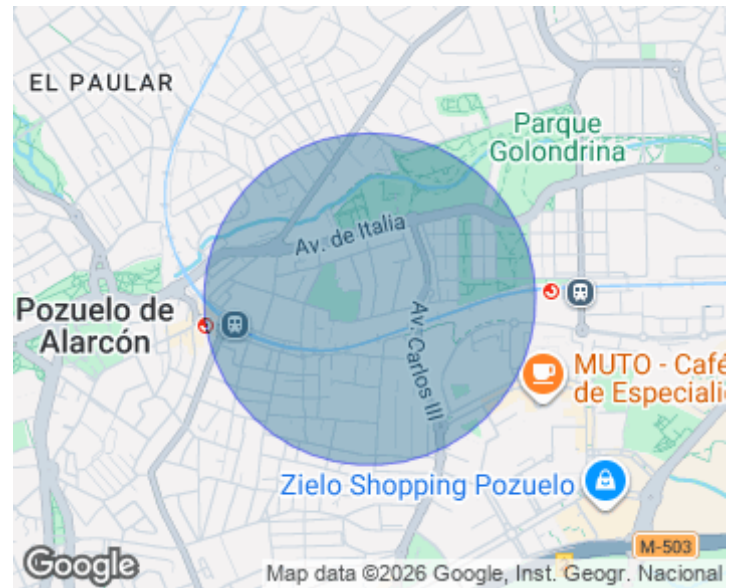 EL PAULAR
Parque
Golondrina
Av. de Italia
Pozuelo de
Alarcón
Av. Carlos III
MUTO - Café
de Especiali
Zielo Shopping Pozuelo
M-503
Google
Map data ©2026 Google, Inst. Geogr. Nacional